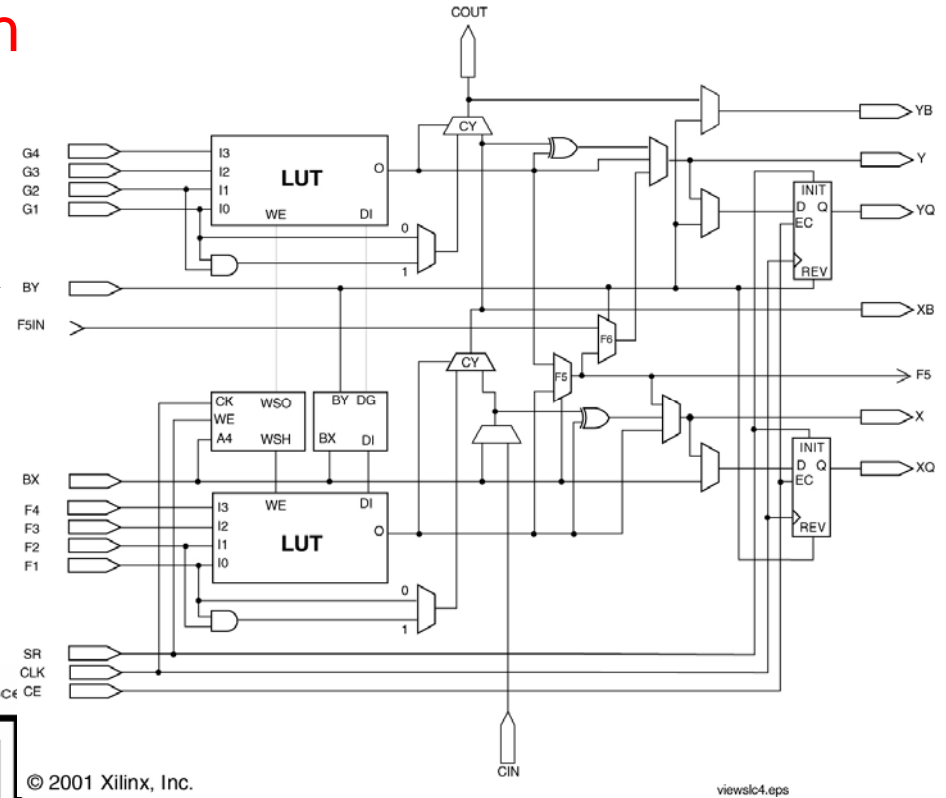 n
COUT
YB
CY
G4
I3
G3
I2
LUT
O
Y
G2
I1
G1
I0
WE
DI
INIT
D Q
YQ
EC
0
1
REV
BY
F5IN
XB
F6
CY
F5
F5
CK
WSO
BY DG
WE
A4
WSH
BX
DI
X
INIT
BX
D Q
XQ
EC
F4
I3
WE
DI
F3
I2
LUT
O
F2
I1
REV
F1
I0
0
1
SR
CLK
ce CE
CIN
© 2001 Xilinx, Inc.
viewslc4.eps